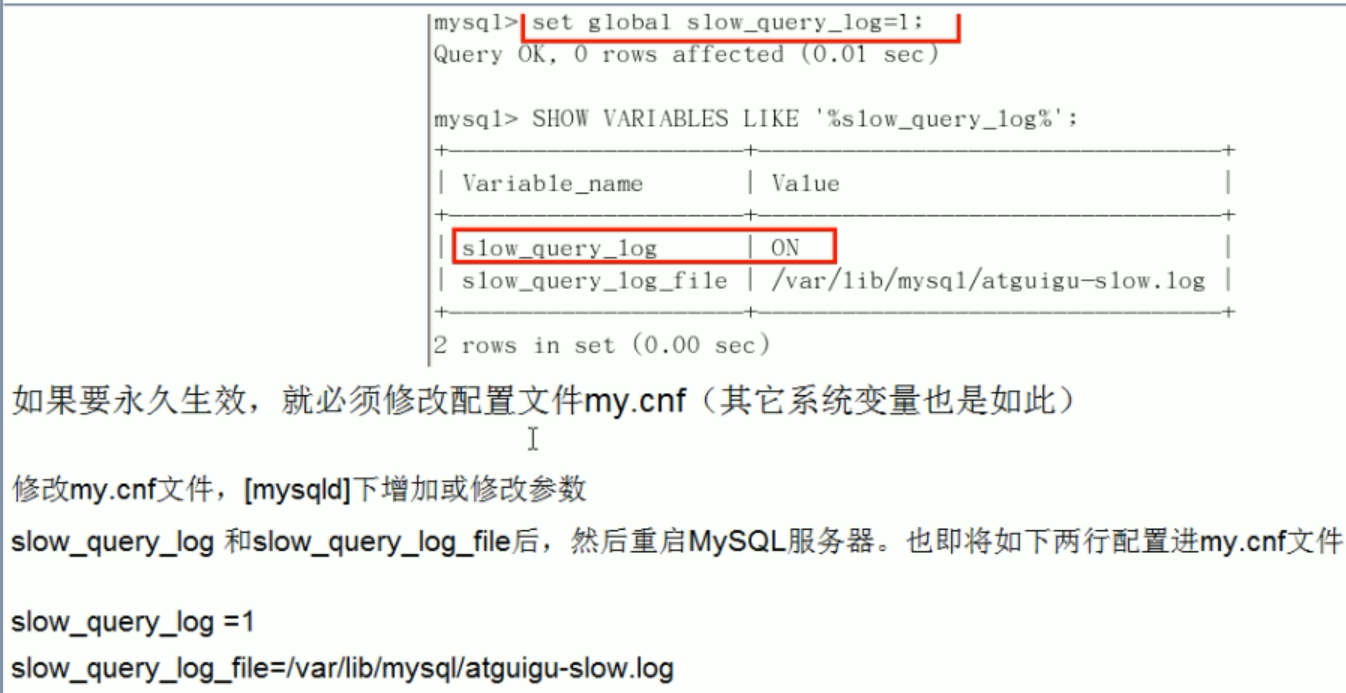 mysql> set global slow_query_log=1;
Query OK, 0 rows affected (0.01 sec)
mysql> SHOW VARIABLES LIKE '%slow_query_log%';
+---------------------+--------------------------------+
| Variable_name | Value |
+---------------------+--------------------------------+
| slow_query_log | ON |
| slow_query_log_file | /var/lib/mysql/atguigu-slow.log |
+---------------------+--------------------------------+
2 rows in set (0.00 sec)
如果要永久生效，就必须修改配置文件my.cnf（其它系统变量也是如此）
修改my.cnf文件，[mysqld]下增加或修改参数
slow_query_log 和slow_query_log_file后，然后重启MySQL服务器。也即将如下两行配置进my.cnf文件
slow_query_log =1
slow_query_log_file=/var/lib/mysql/atguigu-slow.log